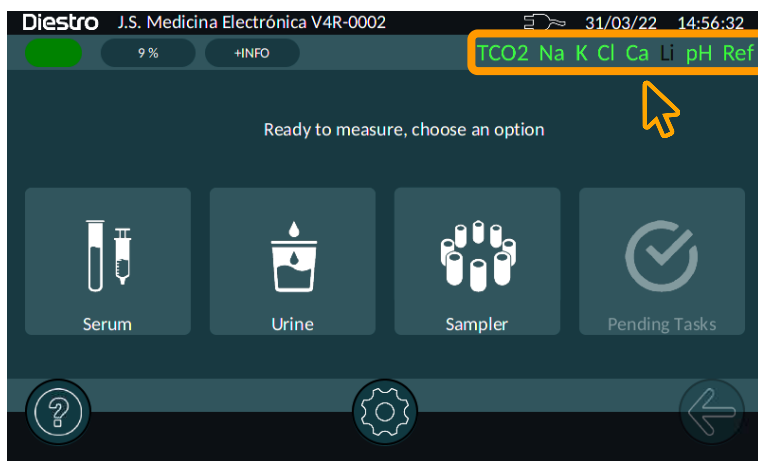 Diestro J.S. Medicina Electrónica V4R-0002 31/03/22 14:56:32
9 % +INFO TCO2 Na K Cl Ca Li pH Ref
Ready to measure, choose an option
Serum Urine Sampler Pending Tasks
?